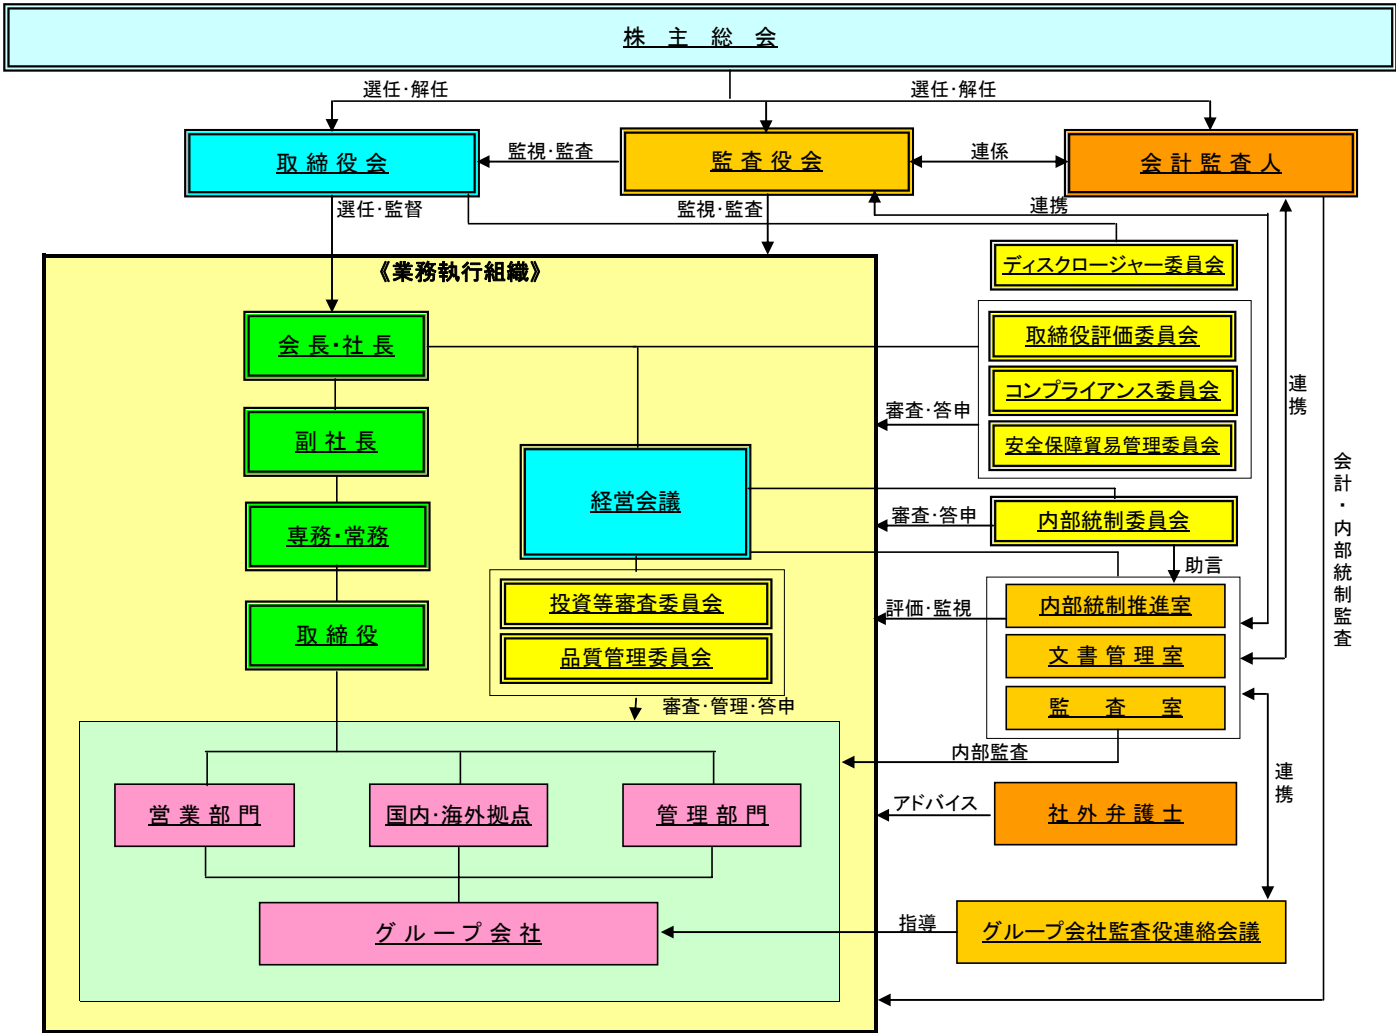 株 主 総 会
選任・解任
選任・解任
取 締 役 会
監視・監査
監 査 役 会
連係
会 計 監 査 人
選任・監督
監視・監査
連携
《業務執行組織》
ディスクロージャー委員会
会 長・社 長
取締役評価委員会
コンプライアンス委員会
安全保障貿易管理委員会
審査・答申
連携
副 社 長
経営会議
専務・常務
審査・答申
内部統制委員会
会計・内部統制監査
助言
投資等審査委員会
品質管理委員会
評価・監視
内部統制推進室
文 書 管 理 室
監 査 室
取 締 役
審査・管理・答申
内部監査
連携
営 業 部 門
国内・海外拠点
管 理 部 門
アドバイス
社 外 弁 護 士
グ ル ー プ 会 社
指導
グループ会社監査役連絡会議